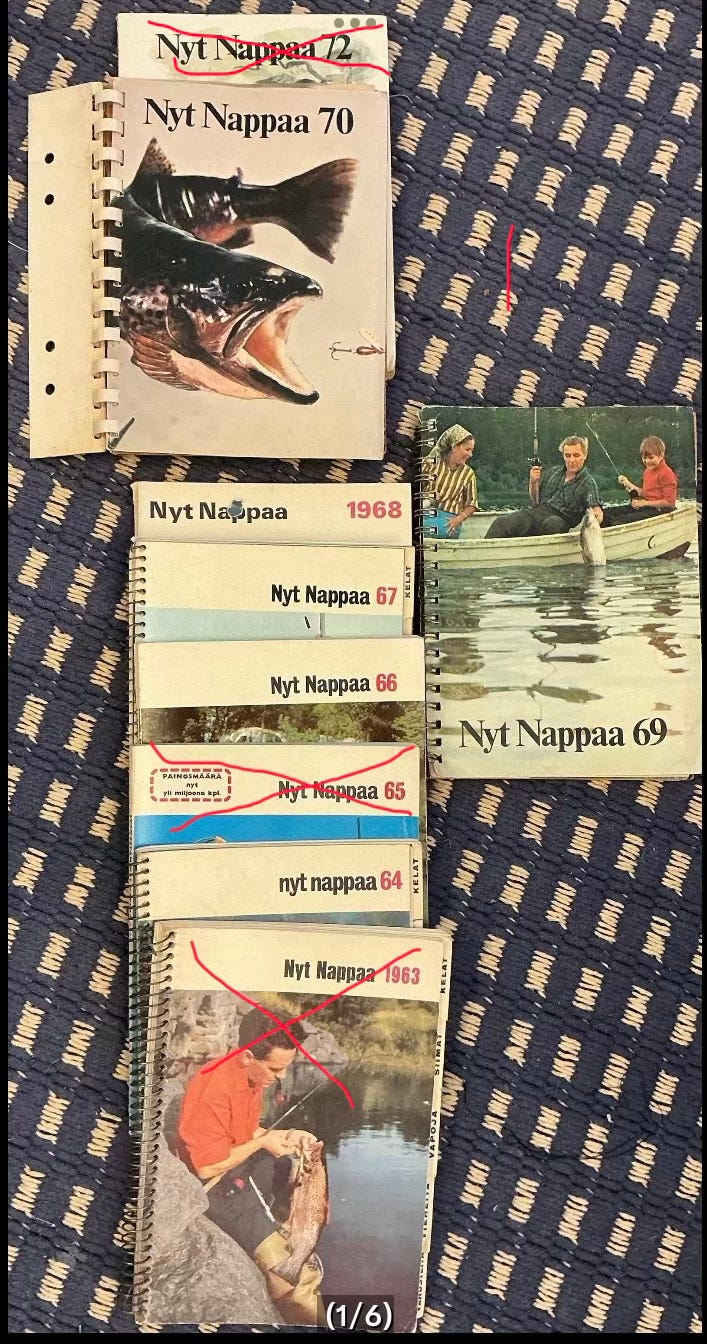 Nyt Nappaa 72
Nyt Nappaa 70
Nyt Nappaa 1968
KELAT
Nyt Nappaa 67
Nyt Nappaa 66
PAINOSMÄÄRÄ
nyt
yli miljoona kpl.
Nyt Nappaa 65
nyt nappaa 64
KELAT
Nyt Nappaa 1963
KELAT
SIIMAT
VAPOJA
Nyt Nappaa 69
(1/6)